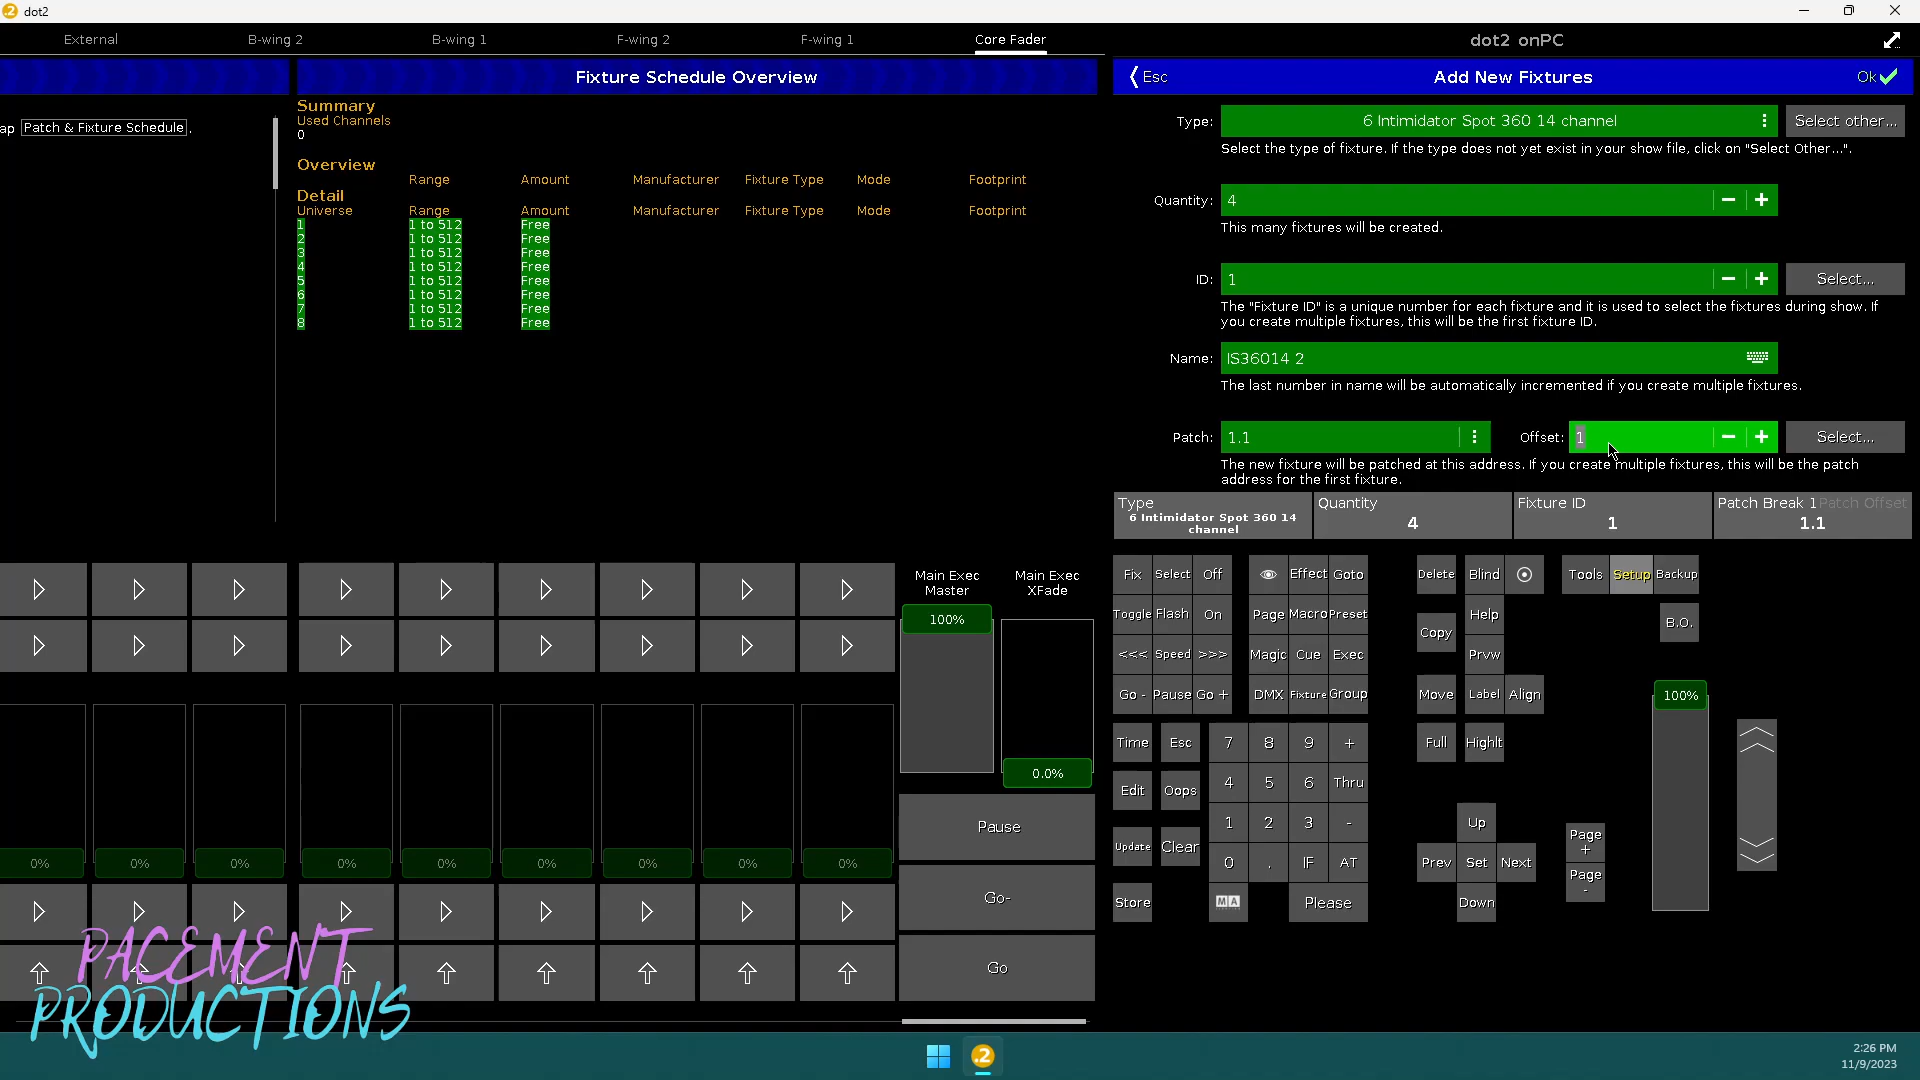 dot2
External B-wing 2 B-wing 1 F-wing 2 F-wing 1 Core Fader
dot2 onPC
Fixture Schedule Overview
ap Patch & Fixture Schedule.
Summary
Used Channels
0
Overview
Range Amount Manufacturer Fixture Type Mode Footprint
Detail
Universe Range Amount Manufacturer Fixture Type Mode Footprint
1 1 to 512 Free
2 1 to 512 Free
3 1 to 512 Free
4 1 to 512 Free
5 1 to 512 Free
6 1 to 512 Free
7 1 to 512 Free
8 1 to 512 Free
Esc Add New Fixtures Ok
Type: 6 Intimidator Spot 360 14 channel Select other...
Select the type of fixture. If the type does not yet exist in your show file, click on "Select Other...".
Quantity: 4 − +
This many fixtures will be created.
ID: 1 − + Select...
The "Fixture ID" is a unique number for each fixture and it is used to select the fixtures during show. If
you create multiple fixtures, this will be the first fixture ID.
Name: IS36014 2
The last number in name will be automatically incremented if you create multiple fixtures.
Patch: 1.1 Offset: 1 − + Select...
The new fixture will be patched at this address. If you create multiple fixtures, this will be the patch
address for the first fixture.
Type Quantity Fixture ID Patch Break 1 Patch Offset
6 Intimidator Spot 360 14
channel
4 1 1.1
Main Exec
Master
Main Exec
XFade
100%
0.0%
0% 0% 0% 0% 0% 0% 0% 0% 0%
Pause
Go-
Go
Fix Select Off Effect Goto Delete Blind Tools Setup Backup
Toggle Flash On Page Macro Preset Copy Help B.O.
<<< Speed >>> Magic Cue Exec Prvw
Go - Pause Go + DMX Fixture Group Move Label Align 100%
Time Esc 7 8 9 + Full Highlt
Edit Oops 4 5 6 Thru
Update Clear 1 2 3 - Up Page
+
0 . IF AT Prev Set Next Page
-
Store MA Please Down
PACEMENT
PRODUCTIONS
2:26 PM
11/9/2023